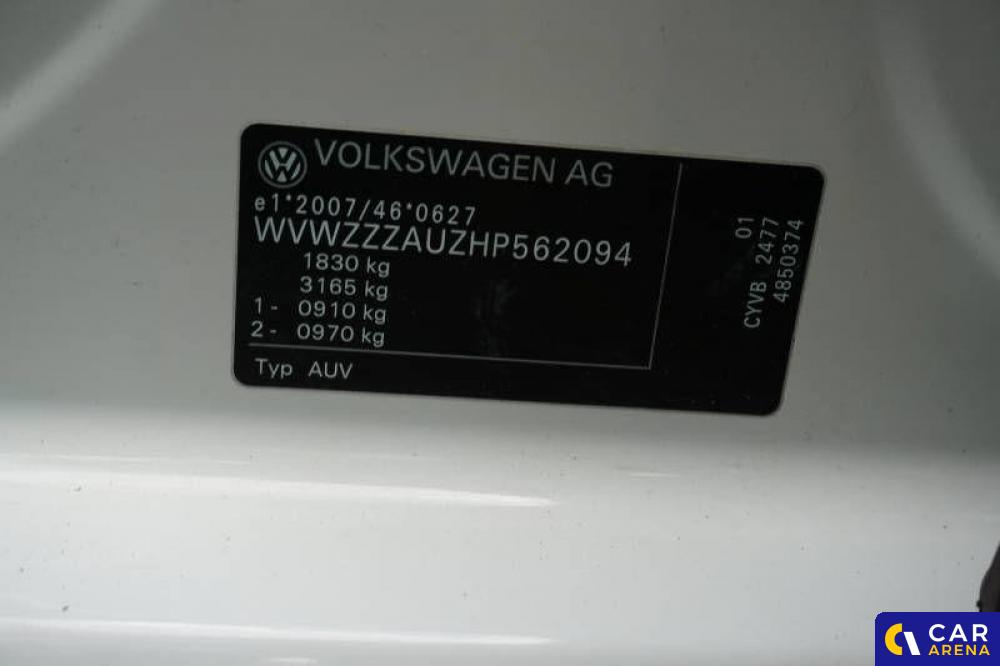 VOLKSWAGEN AG
e1*2007/46*0627
WVWZZZAUZHP562094
1830 kg
3165 kg
1- 0910 kg
2- 0970 kg
Typ AUV
01
CYVB 2477
4850374
CAR
ARENA